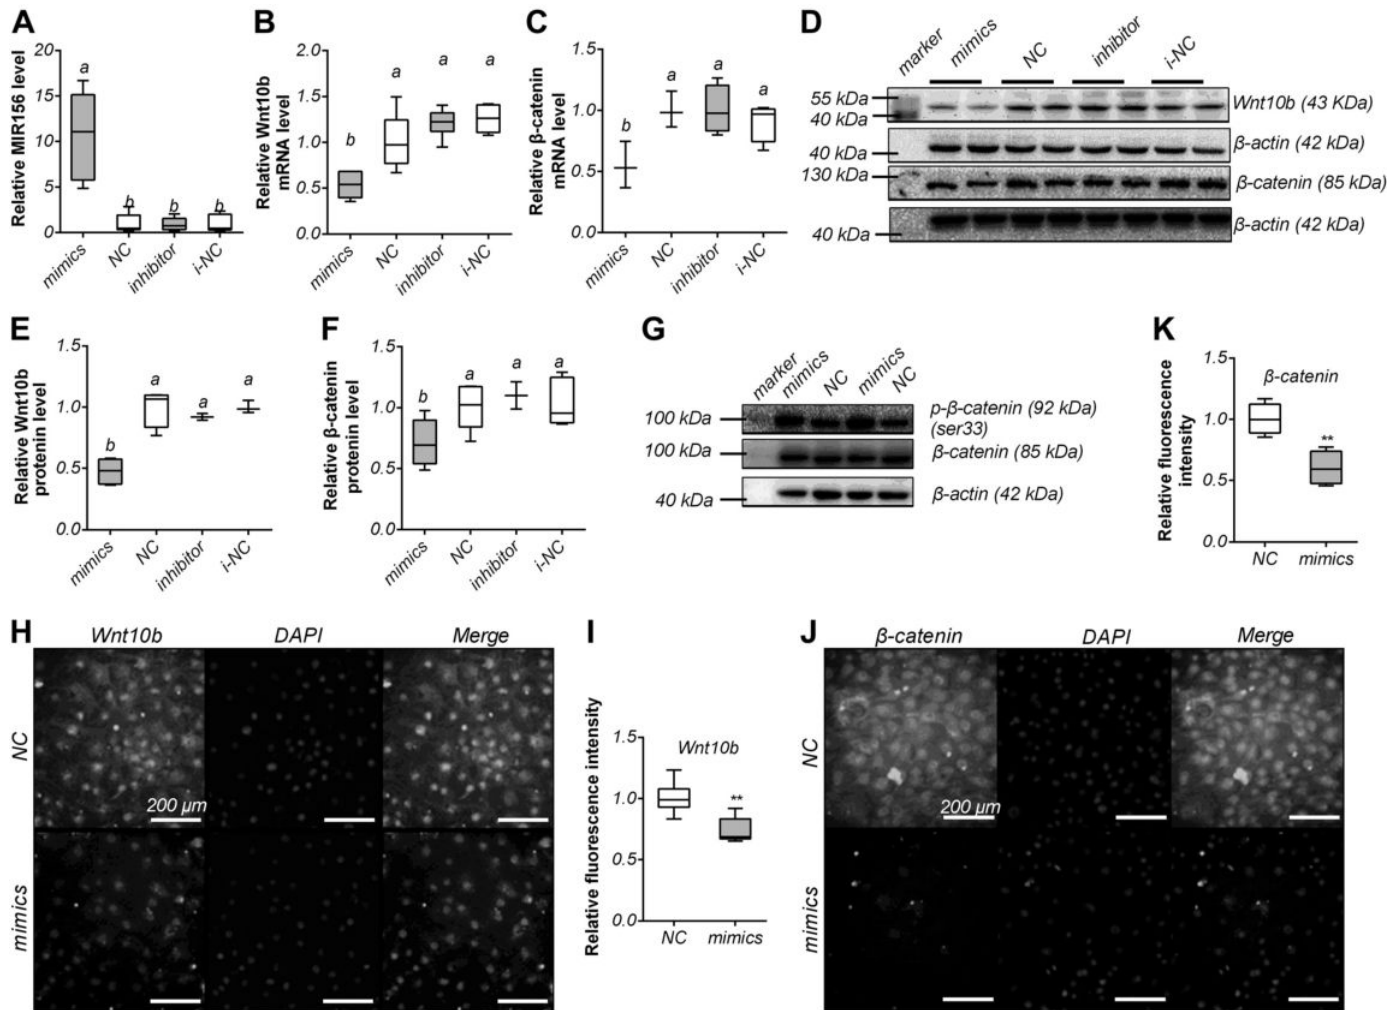 A
Relative MIR156 level
20
15
10
5
0
a
b
b
b
mimics
NC
inhibitor
i-NC
B
Relative Wnt10b
mRNA level
2.0
1.5
1.0
0.5
0.0
b
a
a
a
mimics
NC
inhibitor
i-NC
C
Relative β-catenin
mRNA level
1.5
1.0
0.5
0.0
b
a
a
a
mimics
NC
inhibitor
i-NC
D
marker
mimics
NC
inhibitor
i-NC
55 kDa
40 kDa
Wnt10b (43 KDa)
40 kDa
β-actin (42 kDa)
130 kDa
β-catenin (85 kDa)
40 kDa
β-actin (42 kDa)
E
Relative Wnt10b
protenin level
1.5
1.0
0.5
0.0
b
a
a
a
mimics
NC
inhibitor
i-NC
F
Relative β-catenin
protenin level
1.5
1.0
0.5
0.0
b
a
a
a
mimics
NC
inhibitor
i-NC
G
marker
mimics
NC
mimics
NC
100 kDa
p-β-catenin (92 kDa)
(ser33)
100 kDa
β-catenin (85 kDa)
40 kDa
β-actin (42 kDa)
K
Relative fluorescence
intensity
1.5
1.0
0.5
0.0
β-catenin
**
NC
mimics
H
Wnt10b
DAPI
Merge
NC
200 μm
mimics
I
Relative fluorescence intensity
1.5
1.0
0.5
0.0
Wnt10b
**
NC
mimics
J
β-catenin
DAPI
Merge
NC
200 μm
mimics